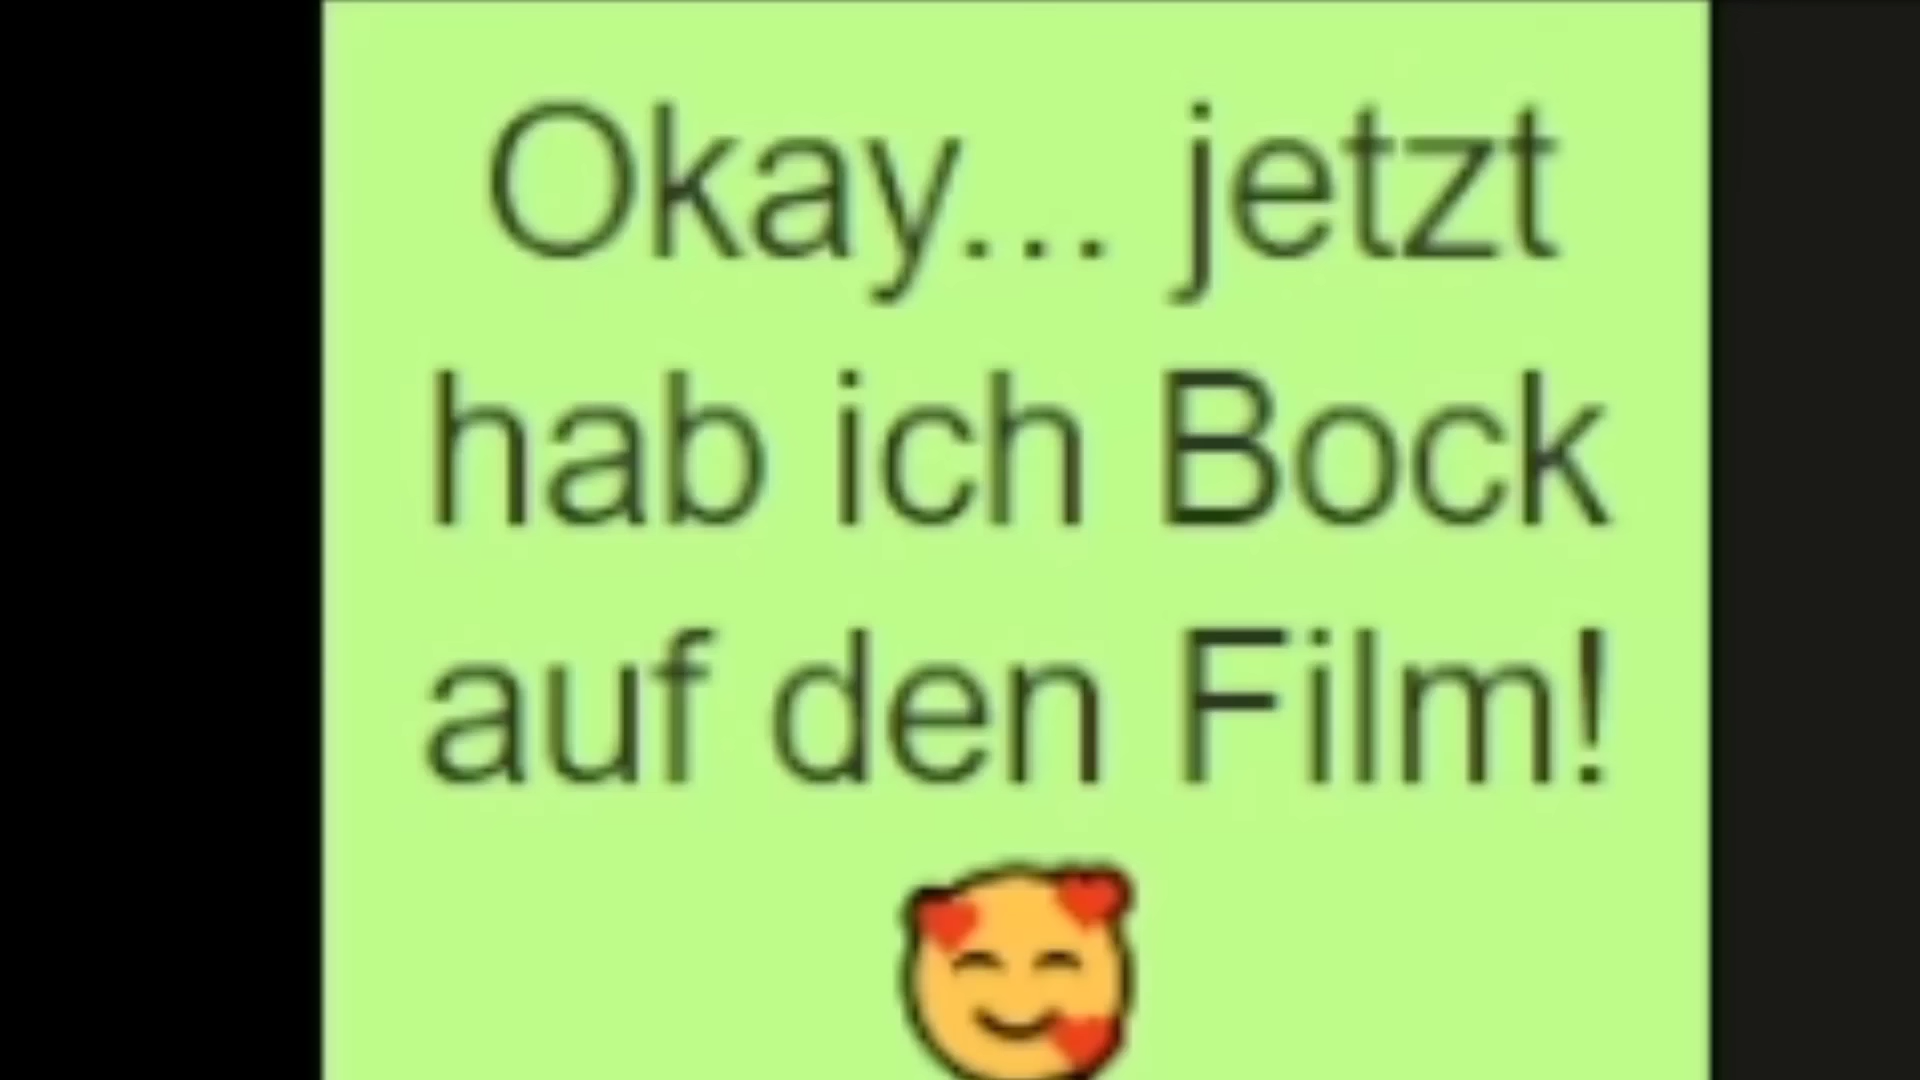 Okay... jetzt
hab ich Bock
auf den Film!
🥰